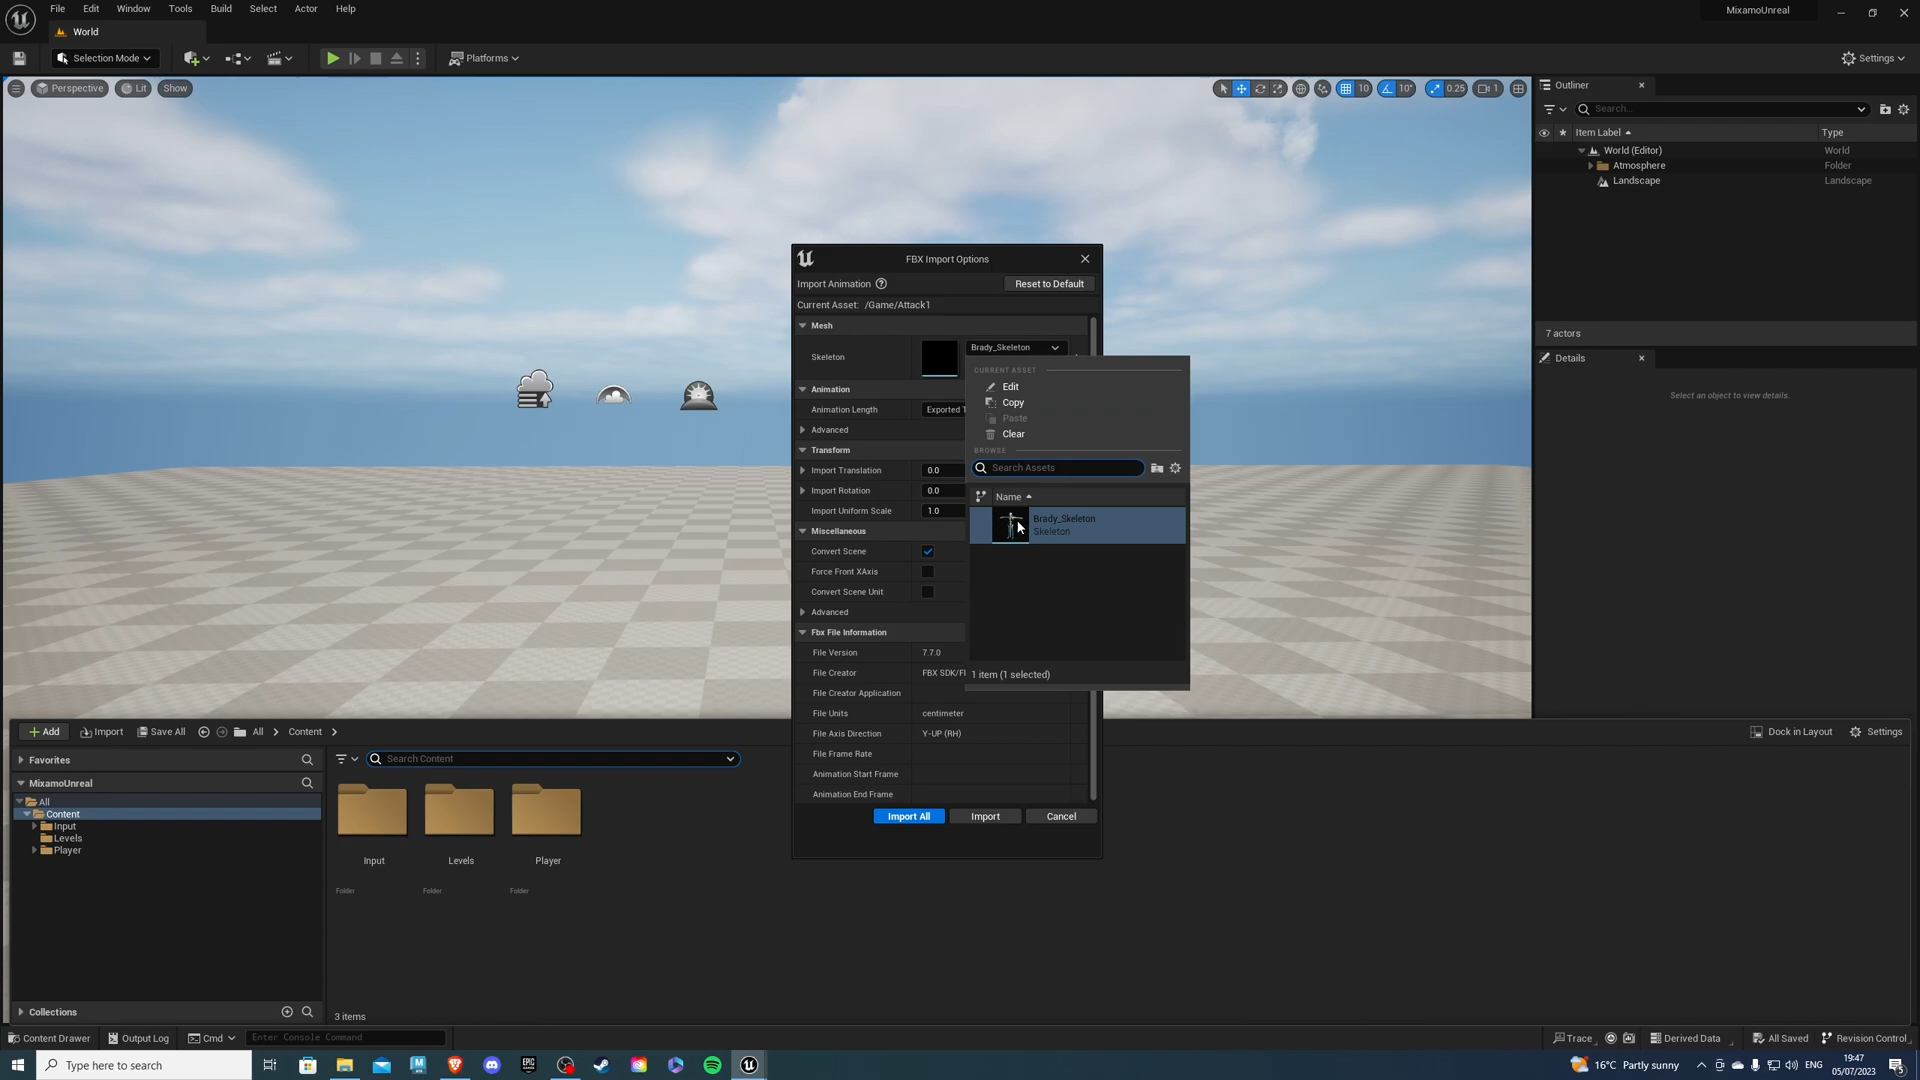 File Edit Window Tools Build Select Actor Help
MixamoUnreal
World
Selection Mode
Platforms
Settings
Perspective Lit Show
10 10° 0.25 1
Outliner
Search...
Item Label Type
World (Editor) World
Atmosphere Folder
Landscape Landscape
7 actors
Details
Select an object to view details.
FBX Import Options
Import Animation
Reset to Default
Current Asset: /Game/Attack1
Mesh
Skeleton
Brady_Skeleton
Animation
Animation Length Exported T
Advanced
Transform
Import Translation 0.0
Import Rotation 0.0
Import Uniform Scale 1.0
Miscellaneous
Convert Scene
Force Front XAxis
Convert Scene Unit
Advanced
Fbx File Information
File Version 7.7.0
File Creator FBX SDK/F
File Creator Application
File Units centimeter
File Axis Direction Y-UP (RH)
File Frame Rate
Animation Start Frame
Animation End Frame
Import All Import Cancel
CURRENT ASSET
Edit
Copy
Paste
Clear
BROWSE
Search Assets
Name
Brady_Skeleton
Skeleton
1 item (1 selected)
Add Import Save All All Content
Dock in Layout Settings
Favorites
MixamoUnreal
All
Content
Input
Levels
Player
Collections
Search Content
Input Levels Player
Folder Folder Folder
3 items
Content Drawer Output Log Cmd Enter Console Command
Trace Derived Data All Saved Revision Control
Type here to search
16°C Partly sunny
ENG
19:47
05/07/2023
5